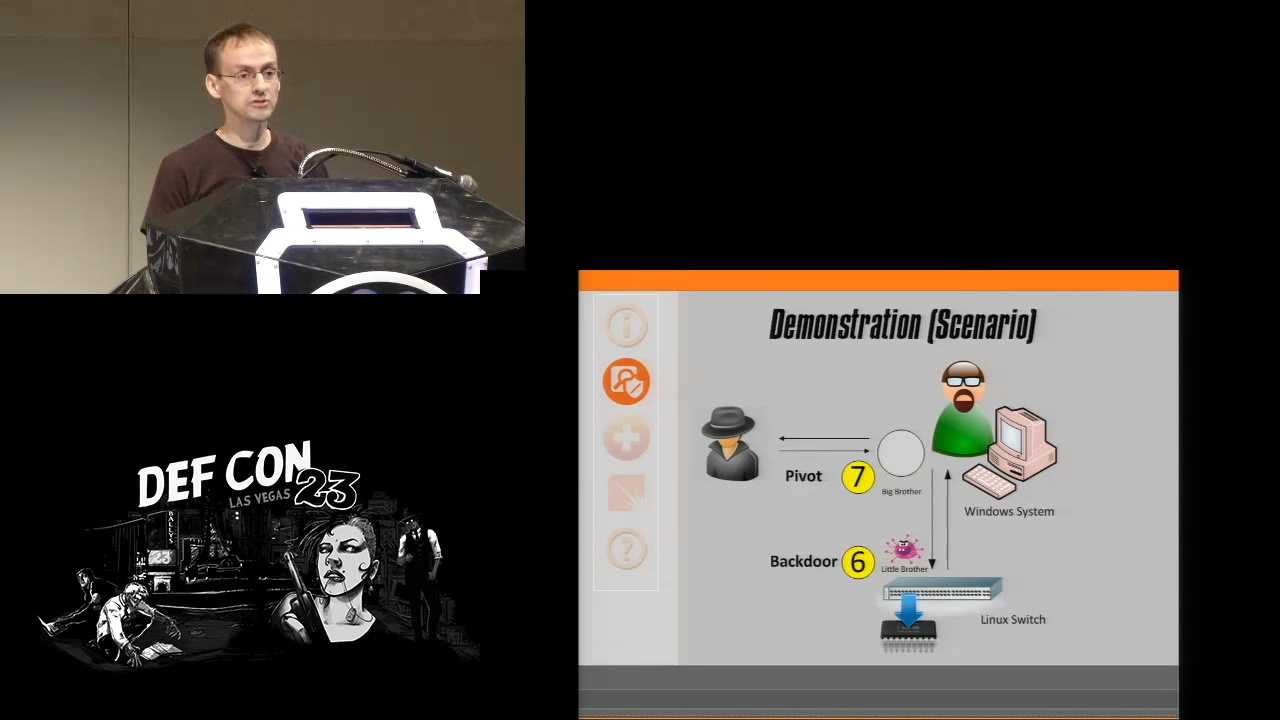 DEF CON
23
LAS VEGAS
BALLYS
Demonstration (Scenario)
Pivot
7
Big Brother
Windows System
Backdoor
6
Little Brother
Linux Switch